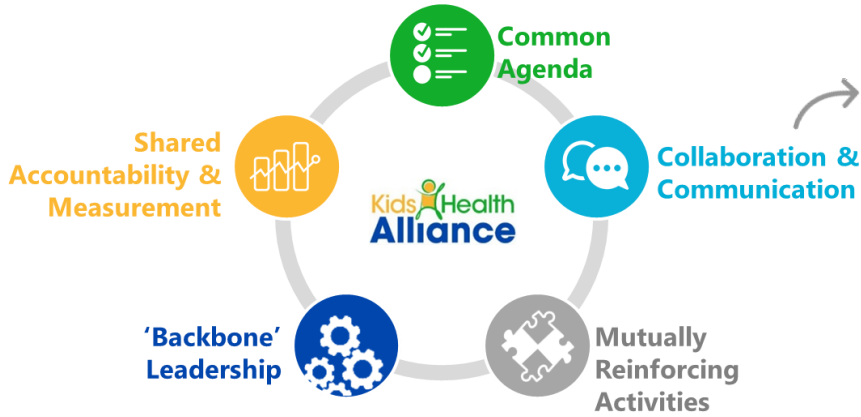 Common
Agenda
Collaboration &
Communication
Mutually
Reinforcing
Activities
‘Backbone’
Leadership
Shared
Accountability &
Measurement
Kids Health
Alliance